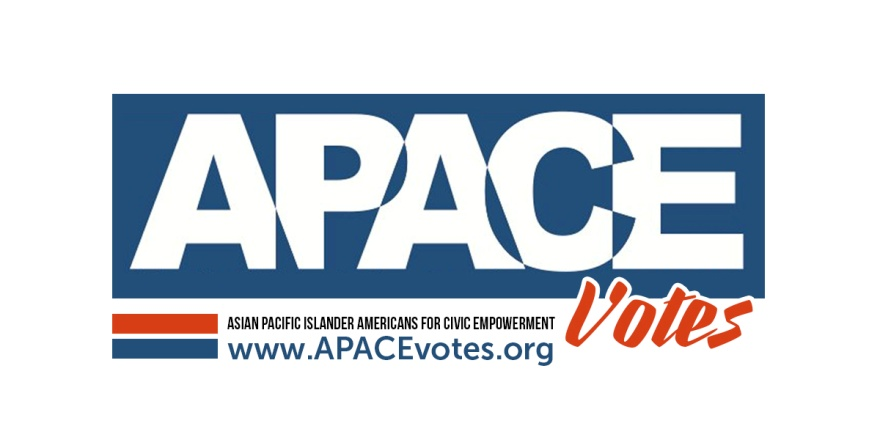 APACE
Votes
ASIAN PACIFIC ISLANDER AMERICANS FOR CIVIC EMPOWERMENT
www.APACEvotes.org